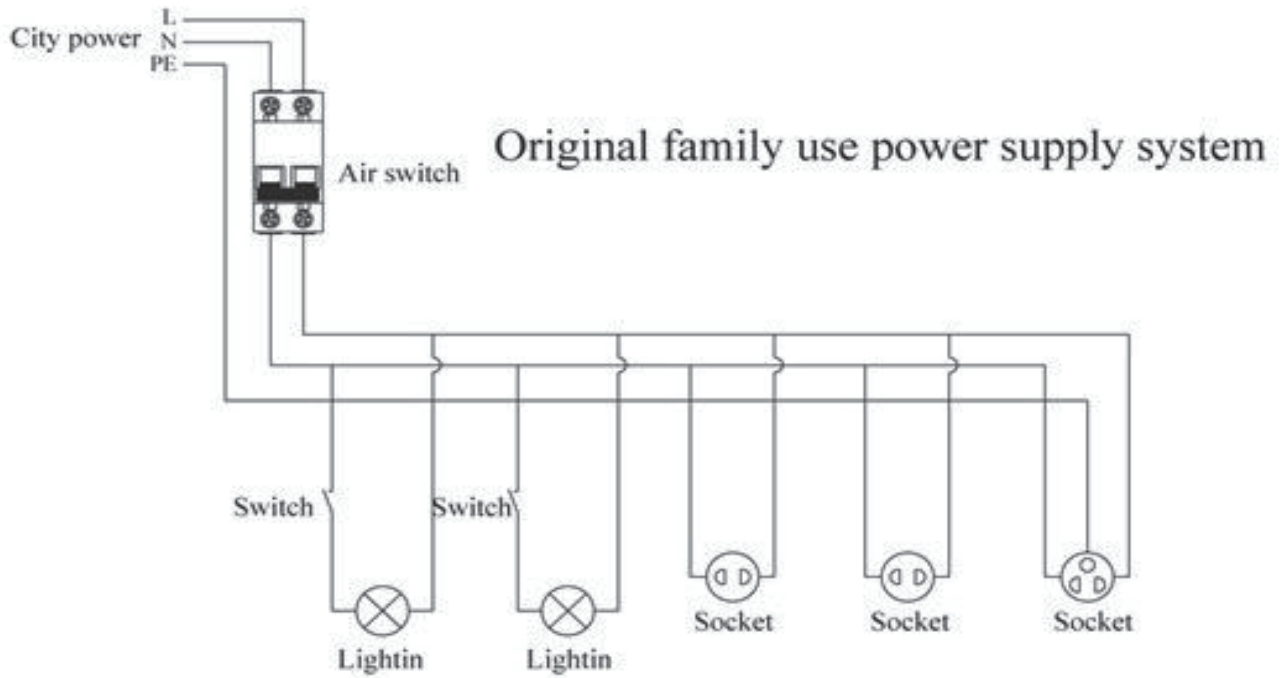 L
City power N
PE
Original family use power supply system
Air switch
Switch
Switch
Socket
Socket
Socket
Lightin
Lightin